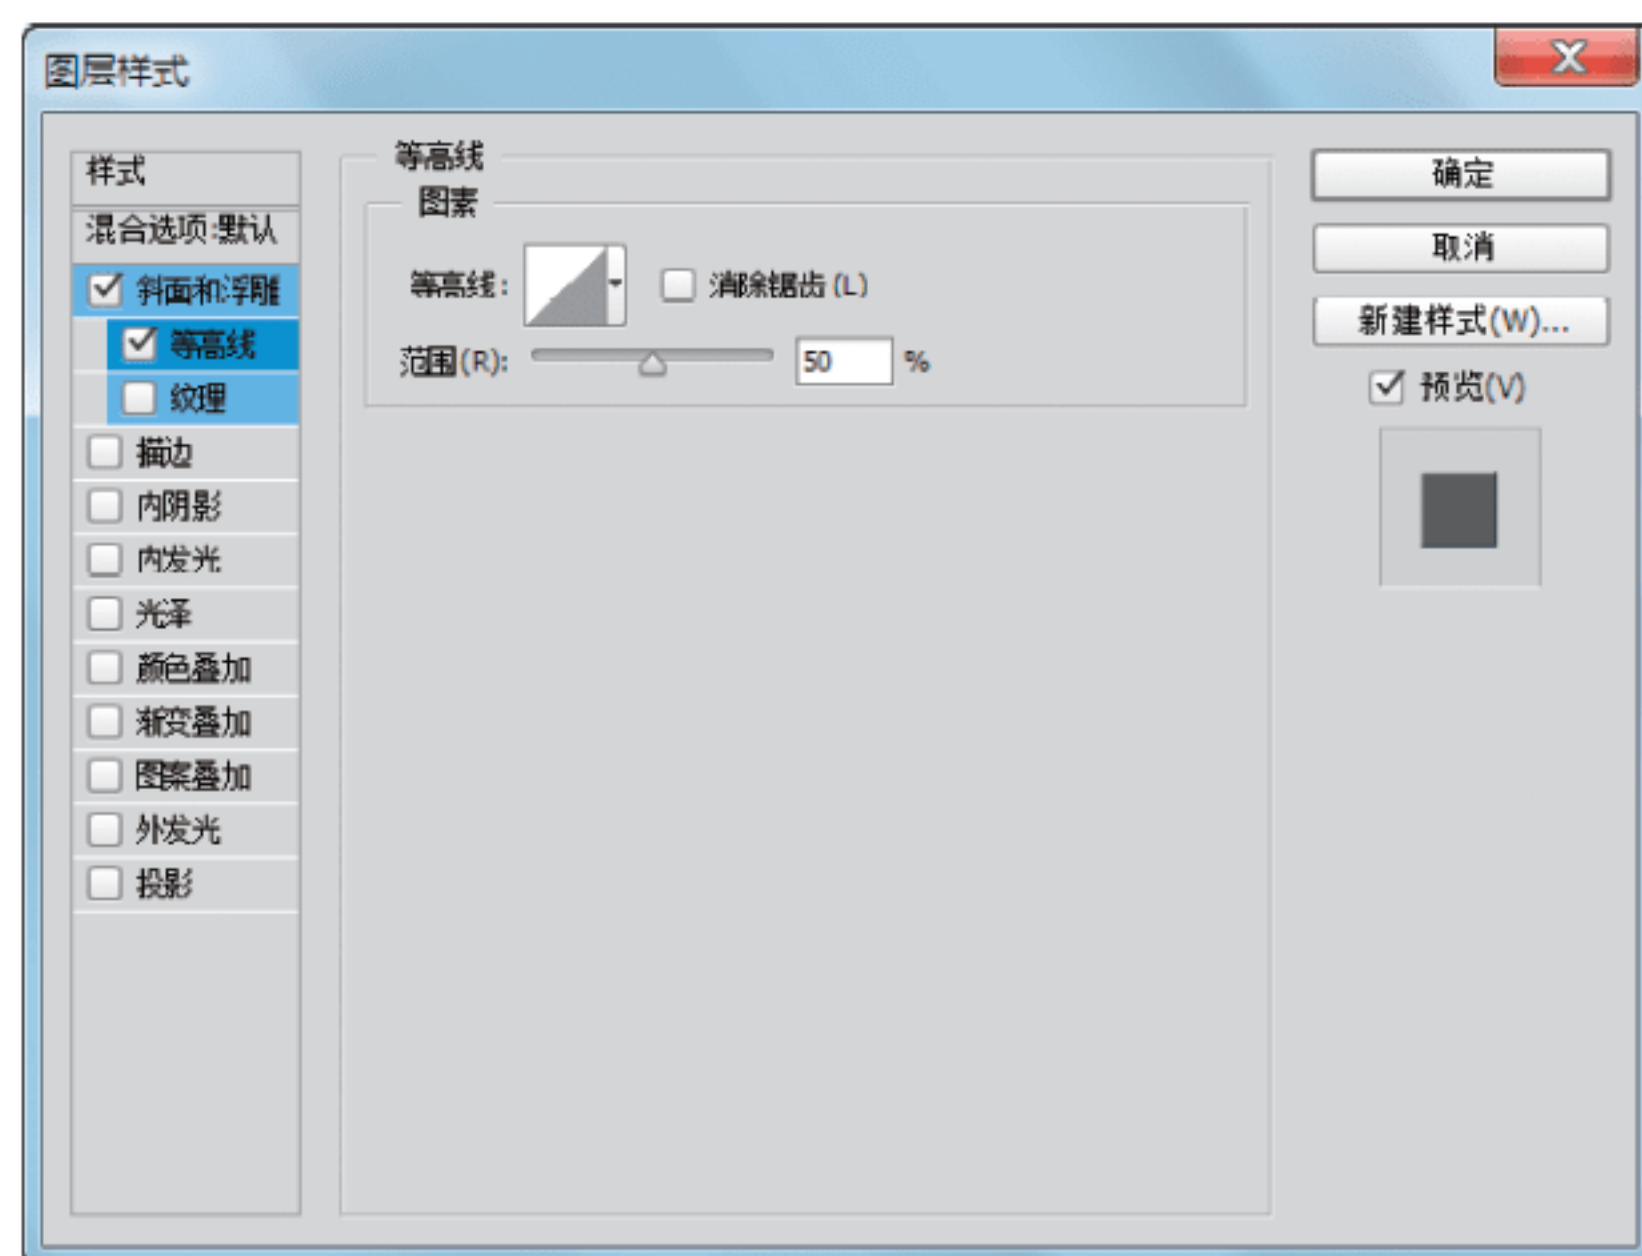 图层样式
样式
混合选项:默认
斜面和浮雕
等高线
纹理
描边
内阴影
内发光
光泽
颜色叠加
渐变叠加
图案叠加
外发光
投影
等高线
图素
等高线:
消除锯齿(L)
范围(R): 50 %
确定
取消
新建样式(W)...
预览(V)